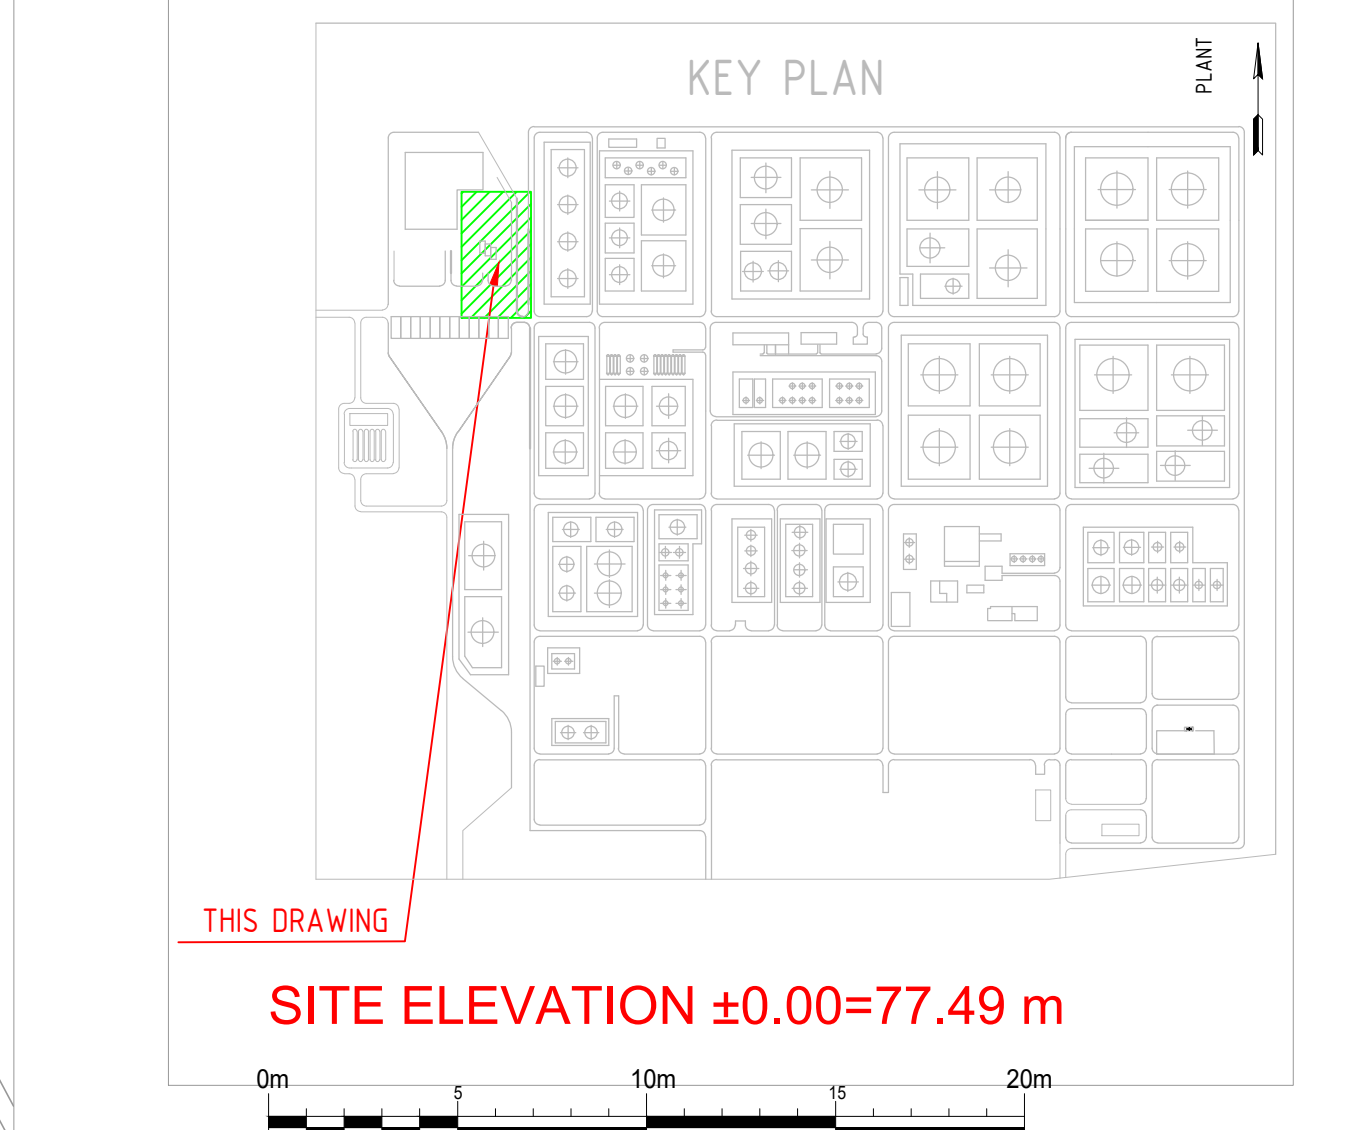 KEY PLAN
PLANT
THIS DRAWING
SITE ELEVATION ±0.00=77.49 m
0m 5 10m 15 20m